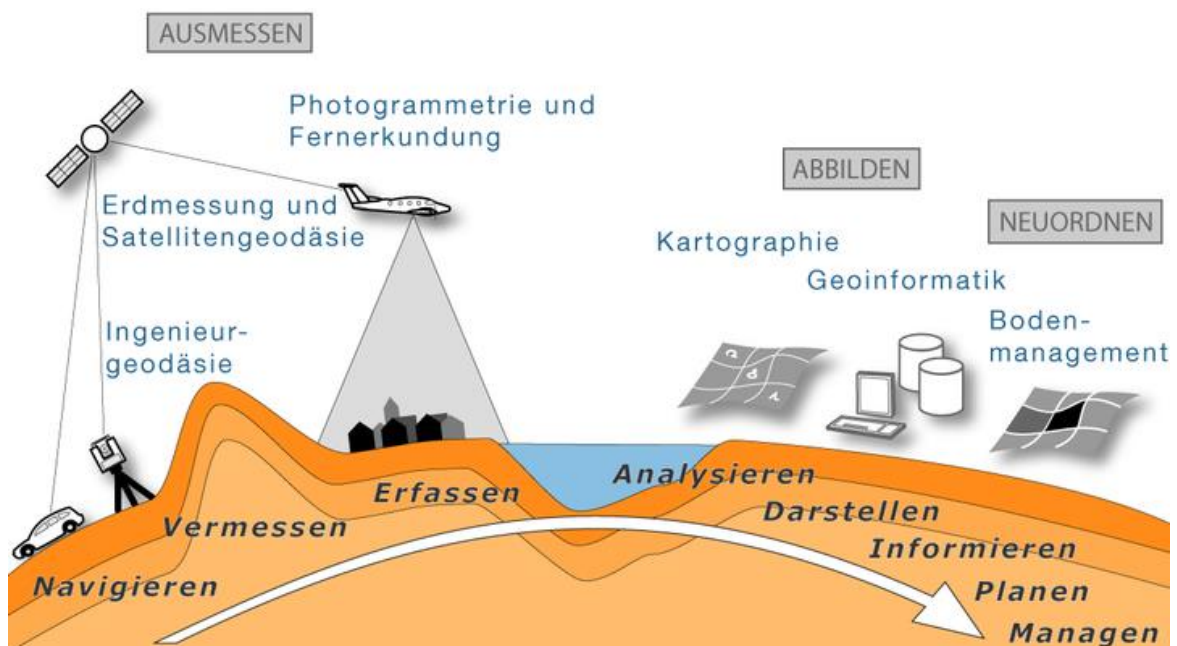 AUSMESSEN
Photogrammetrie und
Fernerkundung
Erdmessung und
Satellitengeodäsie
Ingenieur-
geodäsie
ABBILDEN
Kartographie
Geoinformatik
NEUORDNEN
Boden-
management
Navigieren
Vermessen
Erfassen
Analysieren
Darstellen
Informieren
Planen
Managen